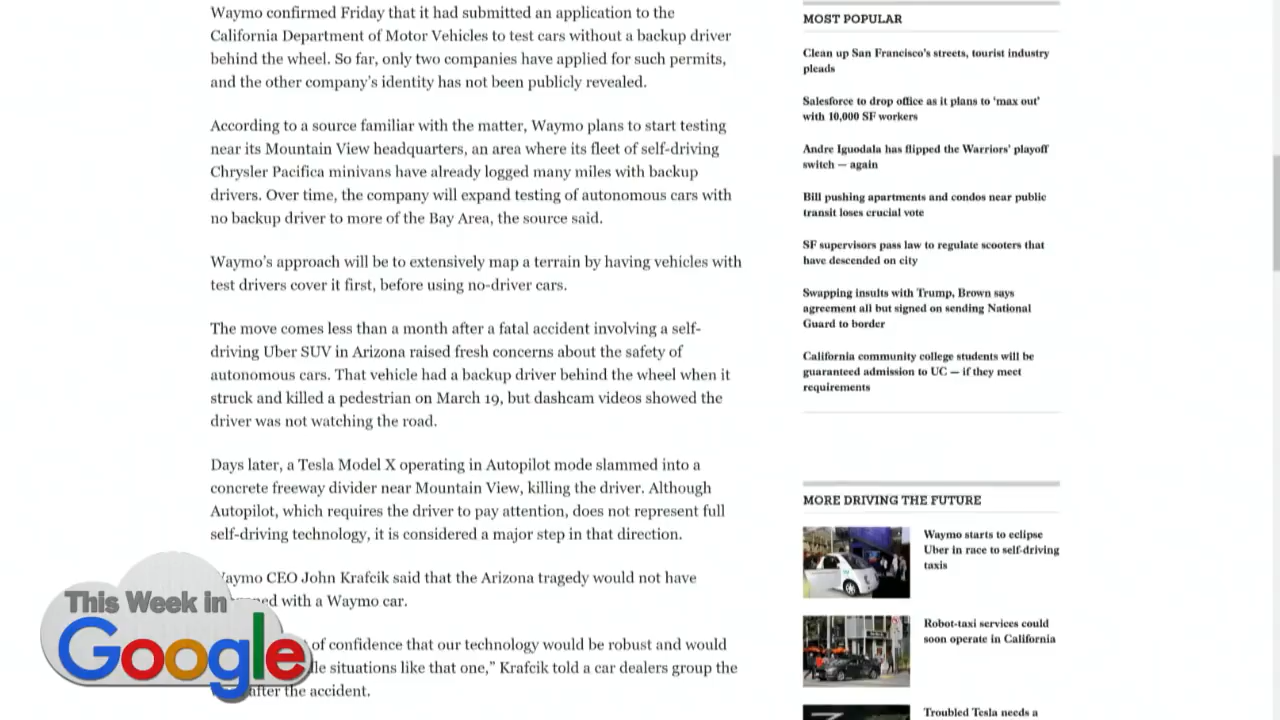 Waymo confirmed Friday that it had submitted an application to the
California Department of Motor Vehicles to test cars without a backup driver
behind the wheel. So far, only two companies have applied for such permits,
and the other company's identity has not been publicly revealed.
According to a source familiar with the matter, Waymo plans to start testing
near its Mountain View headquarters, an area where its fleet of self-driving
Chrysler Pacifica minivans have already logged many miles with backup
drivers. Over time, the company will expand testing of autonomous cars with
no backup driver to more of the Bay Area, the source said.
Waymo's approach will be to extensively map a terrain by having vehicles with
test drivers cover it first, before using no-driver cars.
The move comes less than a month after a fatal accident involving a self-
driving Uber SUV in Arizona raised fresh concerns about the safety of
autonomous cars. That vehicle had a backup driver behind the wheel when it
struck and killed a pedestrian on March 19, but dashcam videos showed the
driver was not watching the road.
Days later, a Tesla Model X operating in Autopilot mode slammed into a
concrete freeway divider near Mountain View, killing the driver. Although
Autopilot, which requires the driver to pay attention, does not represent full
self-driving technology, it is considered a major step in that direction.
aymo CEO John Krafcik said that the Arizona tragedy would not have
ed with a Waymo car.
of confidence that our technology would be robust and would
le situations like that one," Krafcik told a car dealers group the
after the accident.
This Week in
Google
MOST POPULAR
Clean up San Francisco's streets, tourist industry
pleads
Salesforce to drop office as it plans to 'max out'
with 10,000 SF workers
Andre Iguodala has flipped the Warriors' playoff
switch — again
Bill pushing apartments and condos near public
transit loses crucial vote
SF supervisors pass law to regulate scooters that
have descended on city
Swapping insults with Trump, Brown says
agreement all but signed on sending National
Guard to border
California community college students will be
guaranteed admission to UC — if they meet
requirements
MORE DRIVING THE FUTURE
Waymo starts to eclipse
Uber in race to self-driving
taxis
Robot-taxi services could
soon operate in California
Troubled Tesla needs a